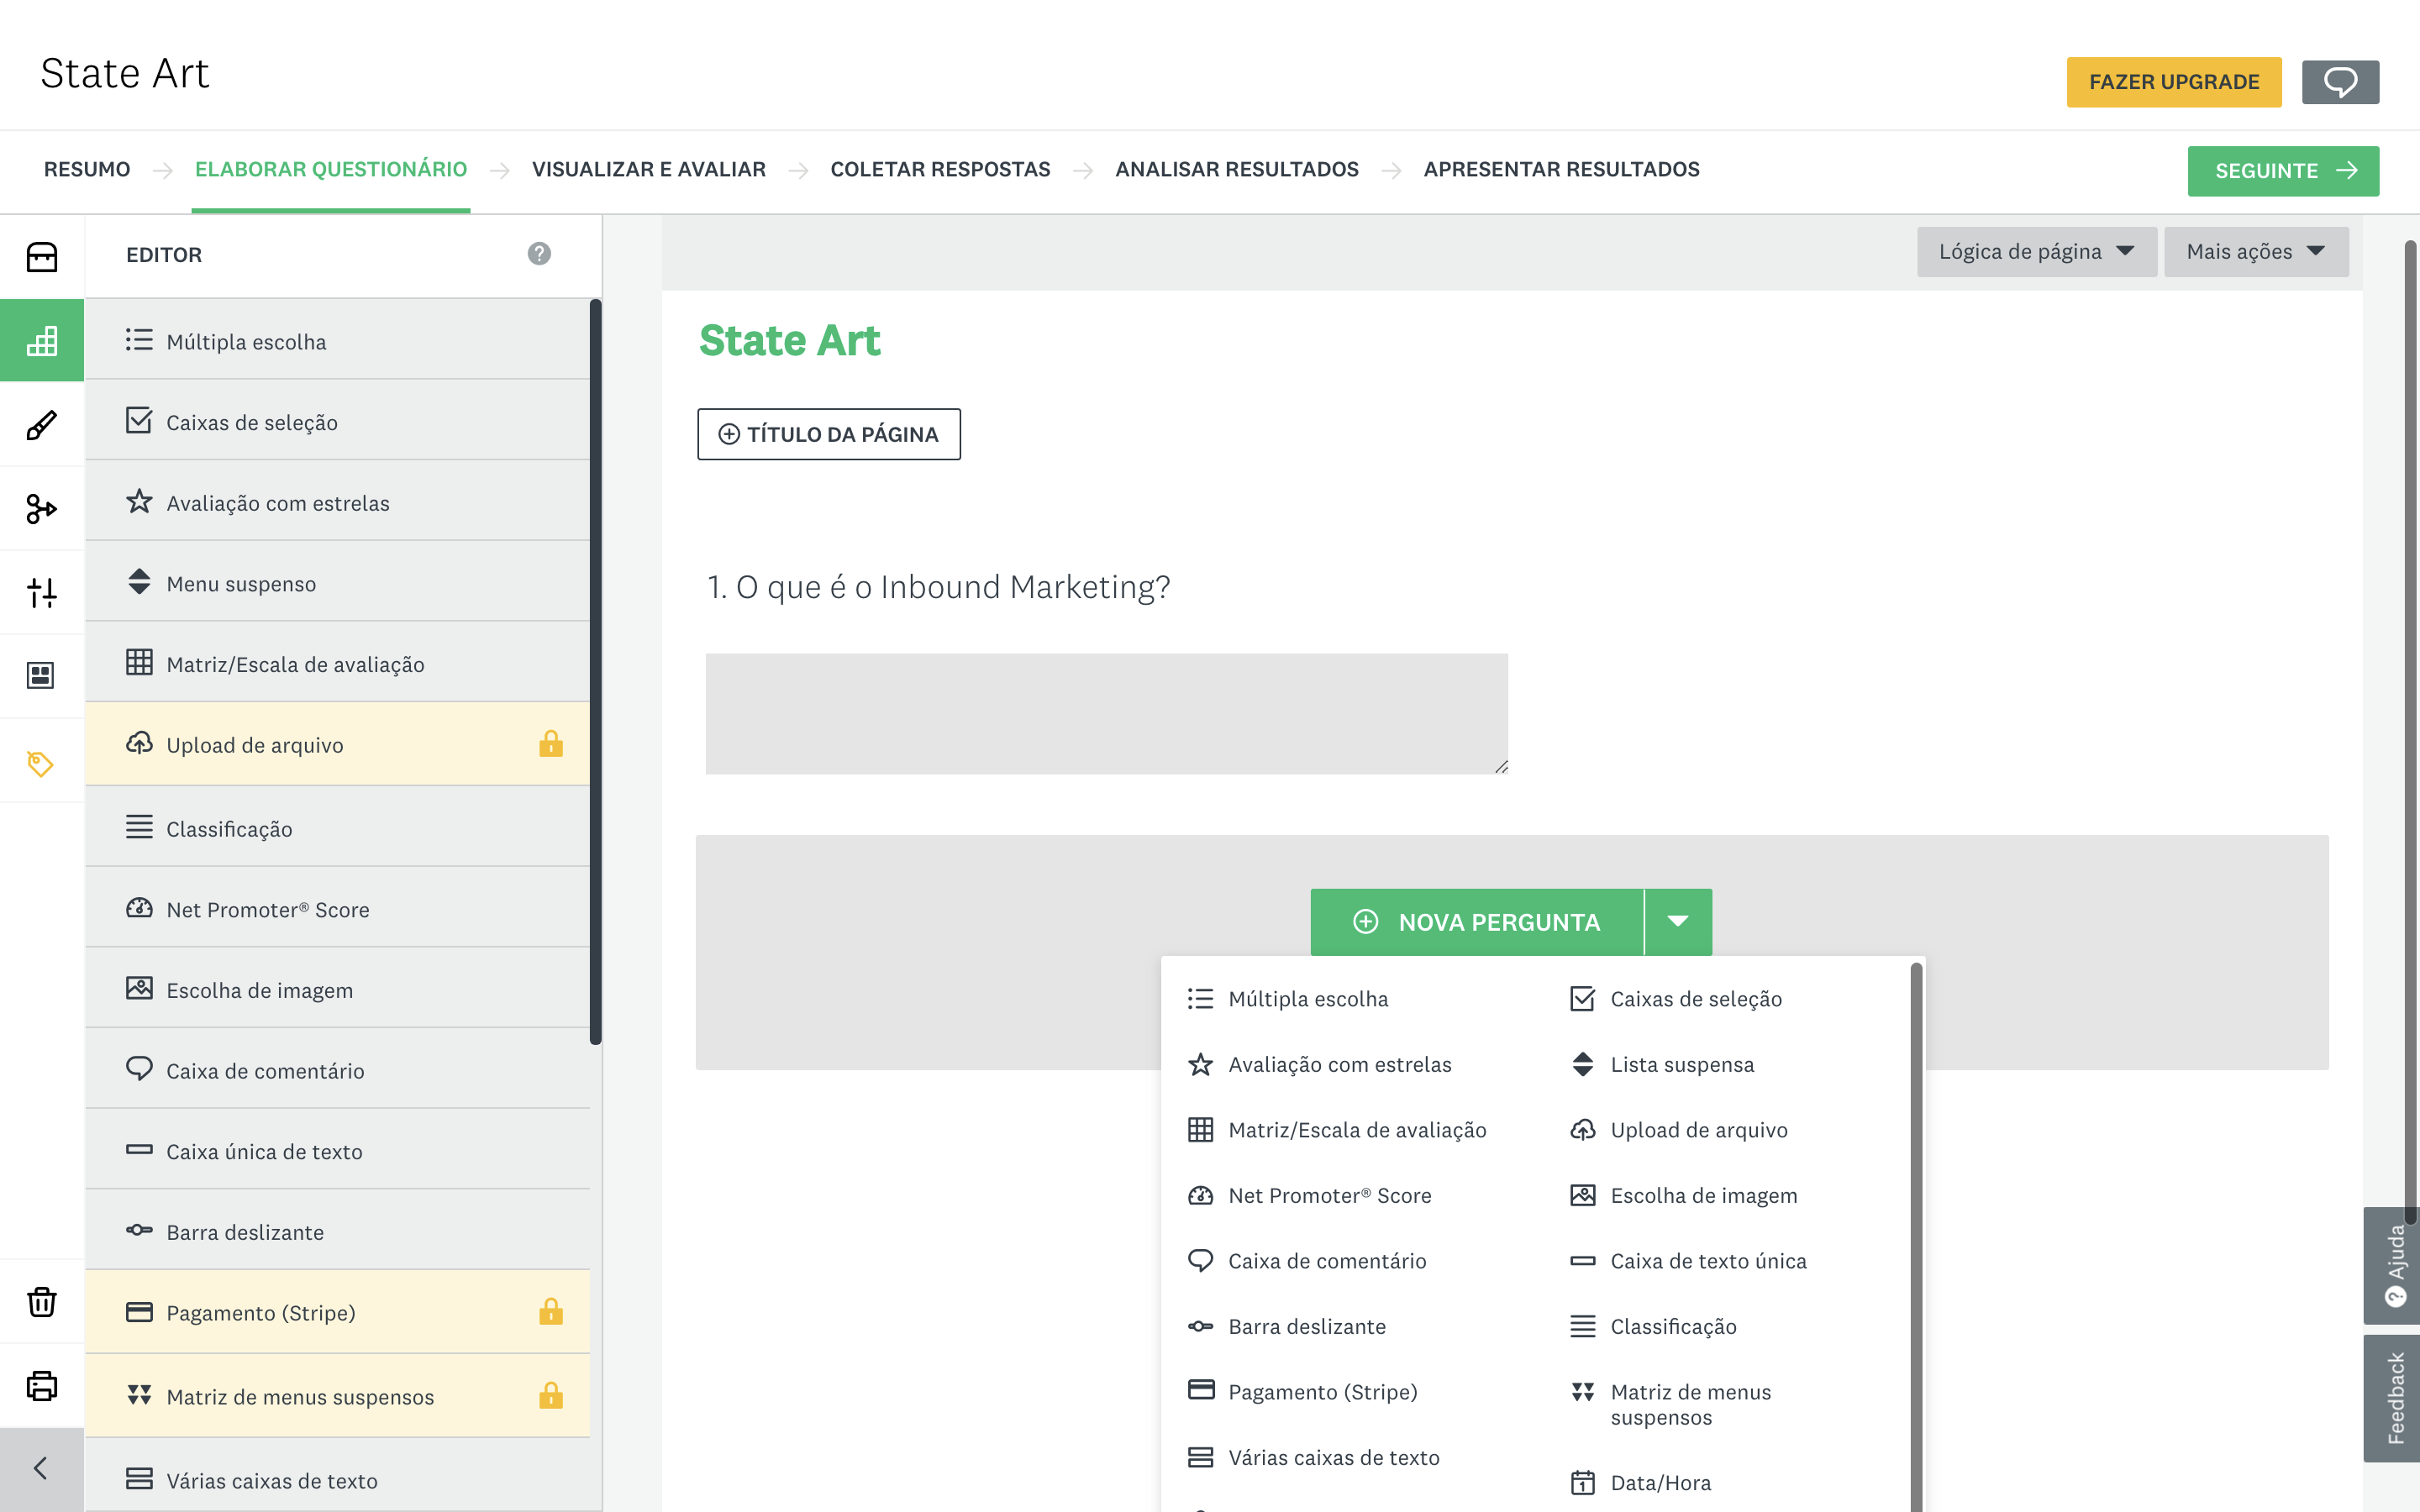 State Art
FAZER UPGRADE
RESUMO
ELABORAR QUESTIONÁRIO
VISUALIZAR E AVALIAR
COLETAR RESPOSTAS
ANALISAR RESULTADOS
APRESENTAR RESULTADOS
SEGUINTE
EDITOR
?
Múltipla escolha
Caixas de seleção
Avaliação com estrelas
Menu suspenso
Matriz/Escala de avaliação
Upload de arquivo
Classificação
Net Promoter® Score
Escolha de imagem
Caixa de comentário
Caixa única de texto
Barra deslizante
Pagamento (Stripe)
Matriz de menus suspensos
Várias caixas de texto
Lógica de página
Mais ações
State Art
TÍTULO DA PÁGINA
1. O que é o Inbound Marketing?
NOVA PERGUNTA
Múltipla escolha
Caixas de seleção
Avaliação com estrelas
Lista suspensa
Matriz/Escala de avaliação
Upload de arquivo
Net Promoter® Score
Escolha de imagem
Caixa de comentário
Caixa de texto única
Barra deslizante
Classificação
Pagamento (Stripe)
Matriz de menus
suspensos
Várias caixas de texto
1
Data/Hora
? Ajuda
Feedback